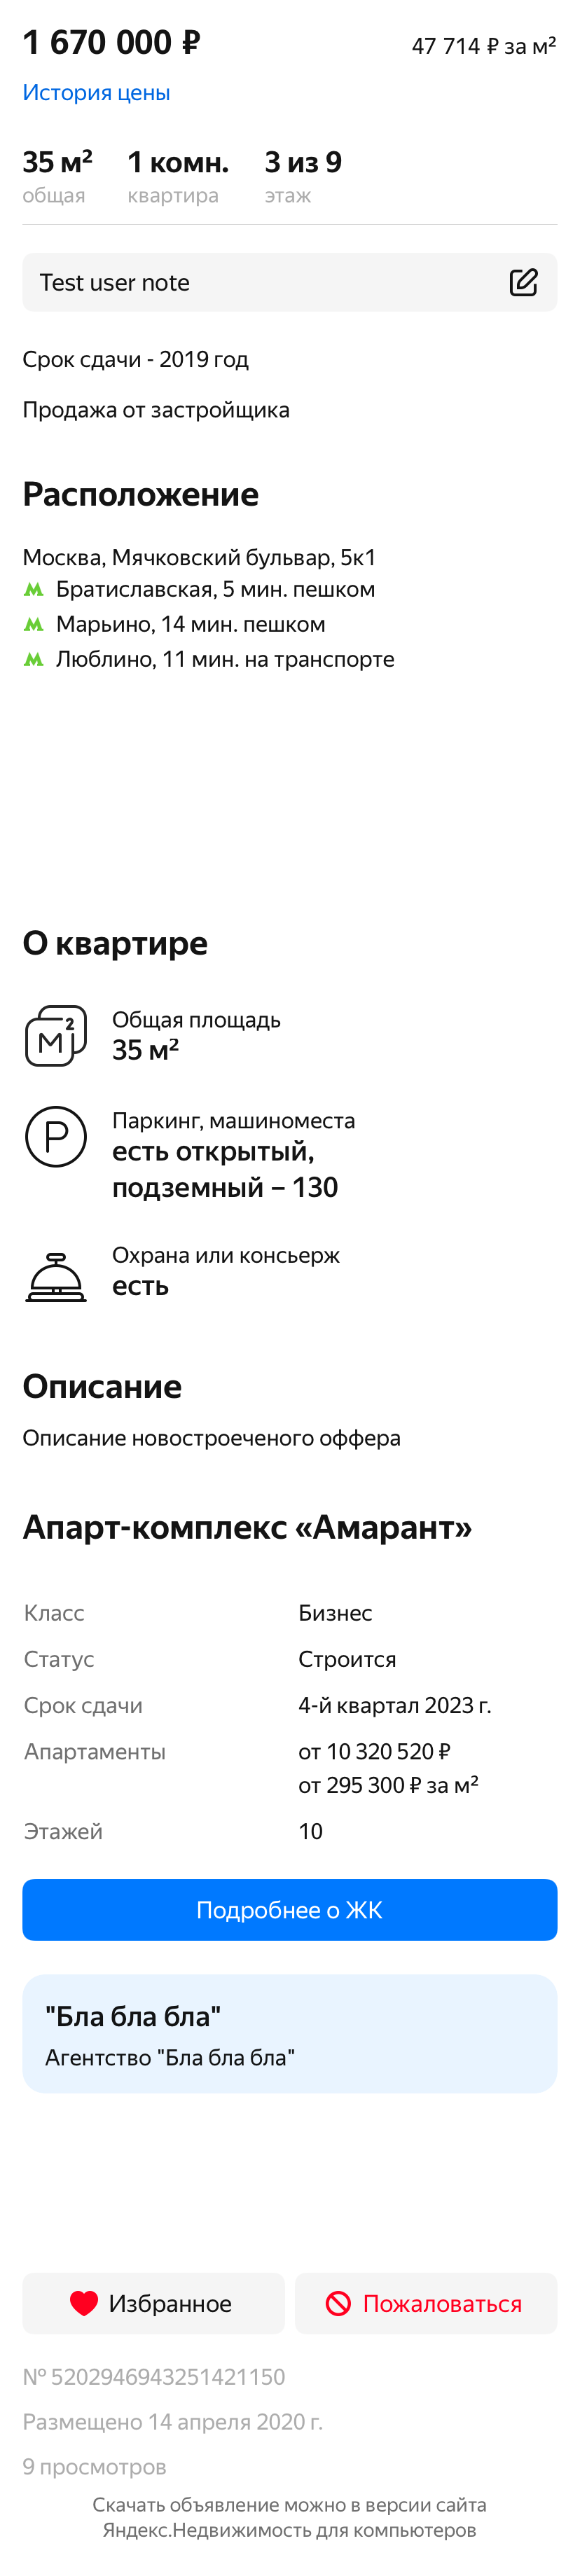 1 670 000 ₽
47 714 ₽ за м²
История цены
35 м² 1 комн. 3 из 9
общая квартира этаж
Test user note
Срок сдачи - 2019 год
Продажа от застройщика
Расположение
Москва, Мячковский бульвар, 5к1
Братиславская, 5 мин. пешком
Марьино, 14 мин. пешком
Люблино, 11 мин. на транспорте
О квартире
Общая площадь
35 м²
Паркинг, машиноместа
есть открытый,
подземный – 130
Охрана или консьерж
есть
Описание
Описание новостроеченого оффера
Апарт-комплекс «Амарант»
Класс Бизнес
Статус Строится
Срок сдачи 4-й квартал 2023 г.
Апартаменты от 10 320 520 ₽
от 295 300 ₽ за м²
Этажей 10
Подробнее о ЖК
"Бла бла бла"
Агентство "Бла бла бла"
Избранное
Пожаловаться
№ 5202946943251421150
Размещено 14 апреля 2020 г.
9 просмотров
Скачать объявление можно в версии сайта
Яндекс.Недвижимость для компьютеров